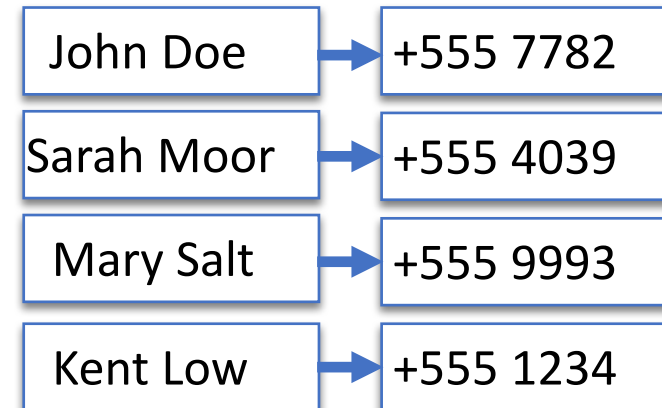 John Doe +555 7782
Sarah Moor +555 4039
Mary Salt +555 9993
Kent Low +555 1234